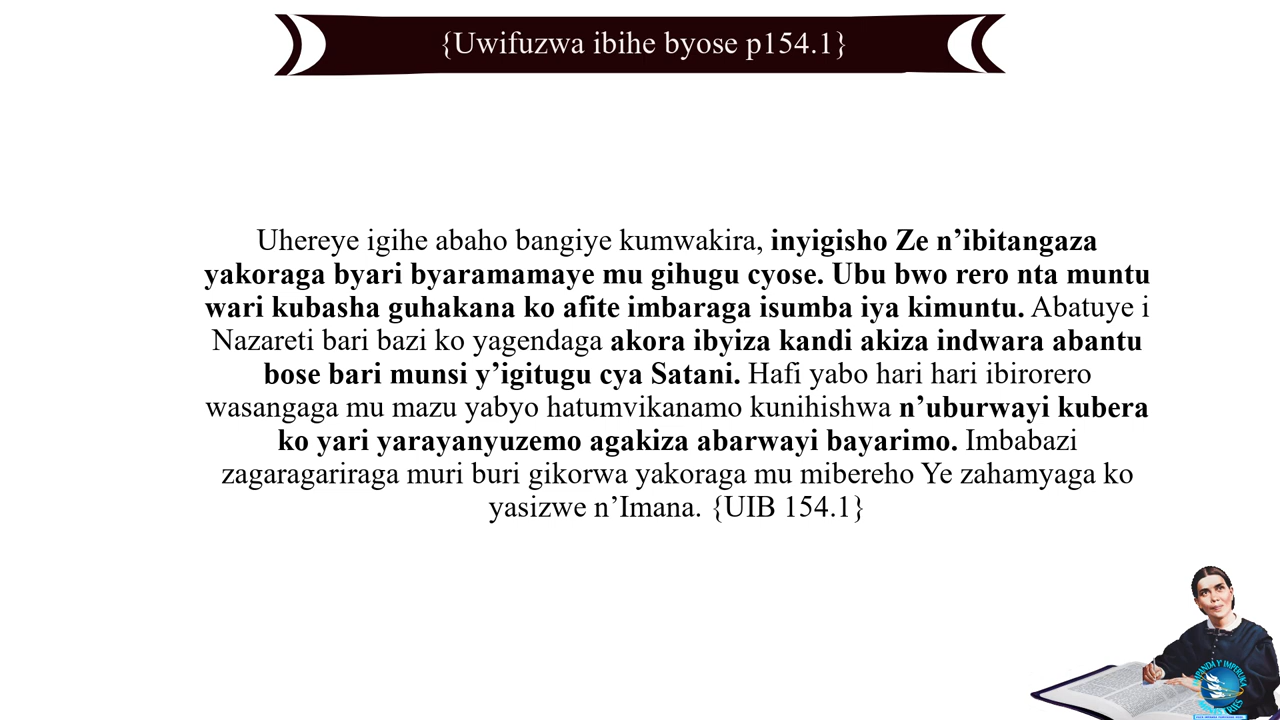 {Uwifuzwa ibihe byose p154.1}
Uhereye igihe abaho bangiye kumwakira, inyigisho Ze n’ibitangaza
yakoraga byari byaramamaye mu gihugu cyose. Ubu bwo rero nta muntu
wari kubasha guhakana ko afite imbaraga isumba iya kimuntu. Abatuye i
Nazareti bari bazi ko yagendaga akora ibyiza kandi akiza indwara abantu
bose bari munsi y’igitugu cya Satani. Hafi yabo hari hari ibirorero
wasangaga mu mazu yabyo hatumvikanamo kunihishwa n’uburwayi kubera
ko yari yarayanyuzemo agakiza abarwayi bayarimo. Imbabazi
zagaragariraga muri buri gikorwa yakoraga mu mibereho Ye zahamyaga ko
yasizwe n’Imana. {UIB 154.1}